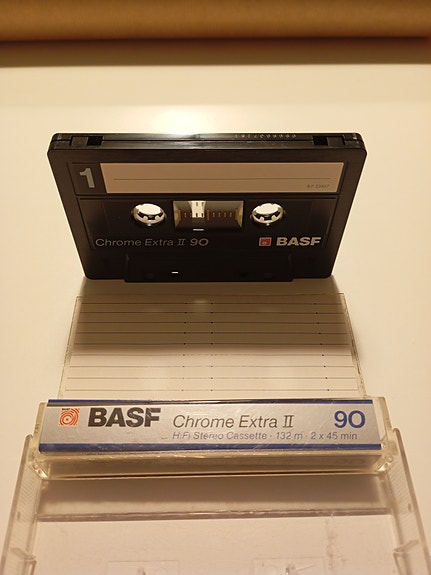 1
Chrome Extra II 90
BASF
BASF
Chrome Extra II
90
H:Fi Stereo Cassette · 132 m · 2 x 45 min